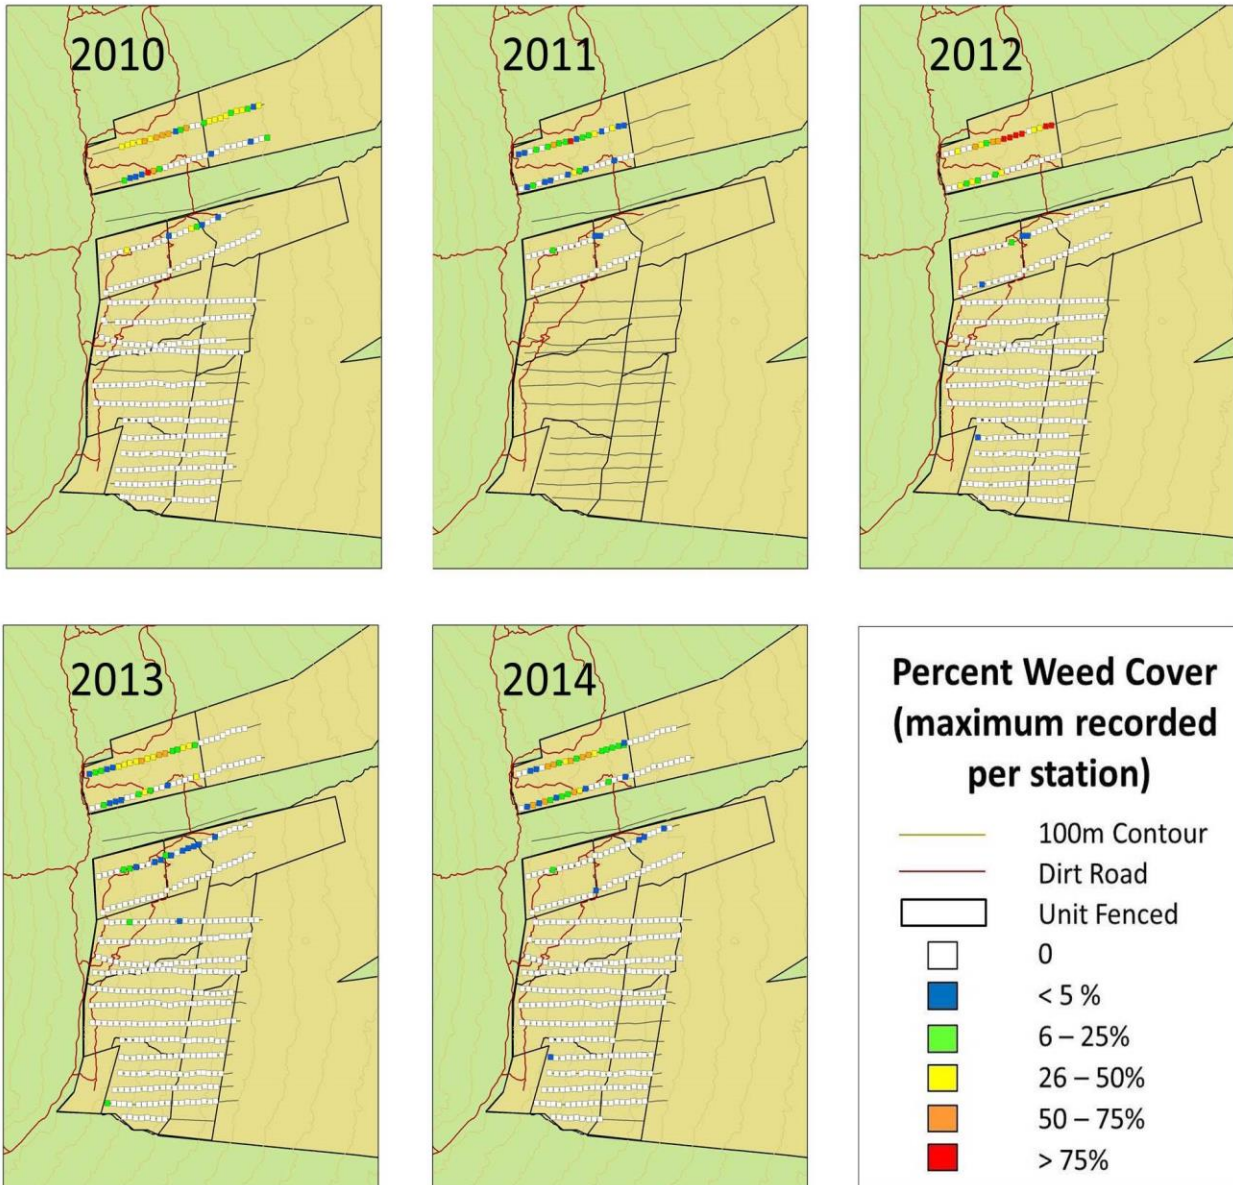 2010
2011
2012
2013
2014
Percent Weed Cover
(maximum recorded
per station)
100m Contour
Dirt Road
Unit Fenced
0
< 5 %
6 – 25%
26 – 50%
50 – 75%
> 75%